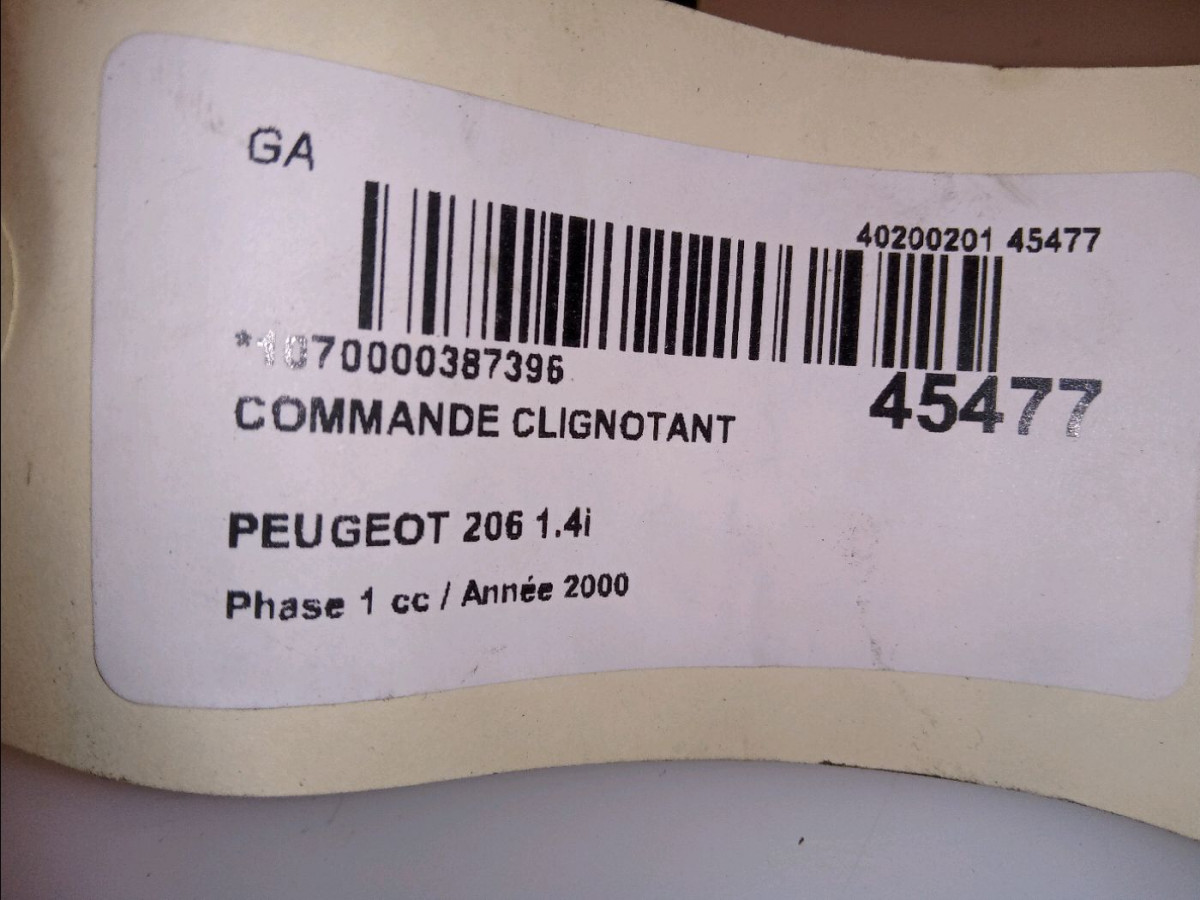 GA
40200201 45477
*1070000387396
45477
COMMANDE CLIGNOTANT
PEUGEOT 206 1.4i
Phase 1 cc / Année 2000